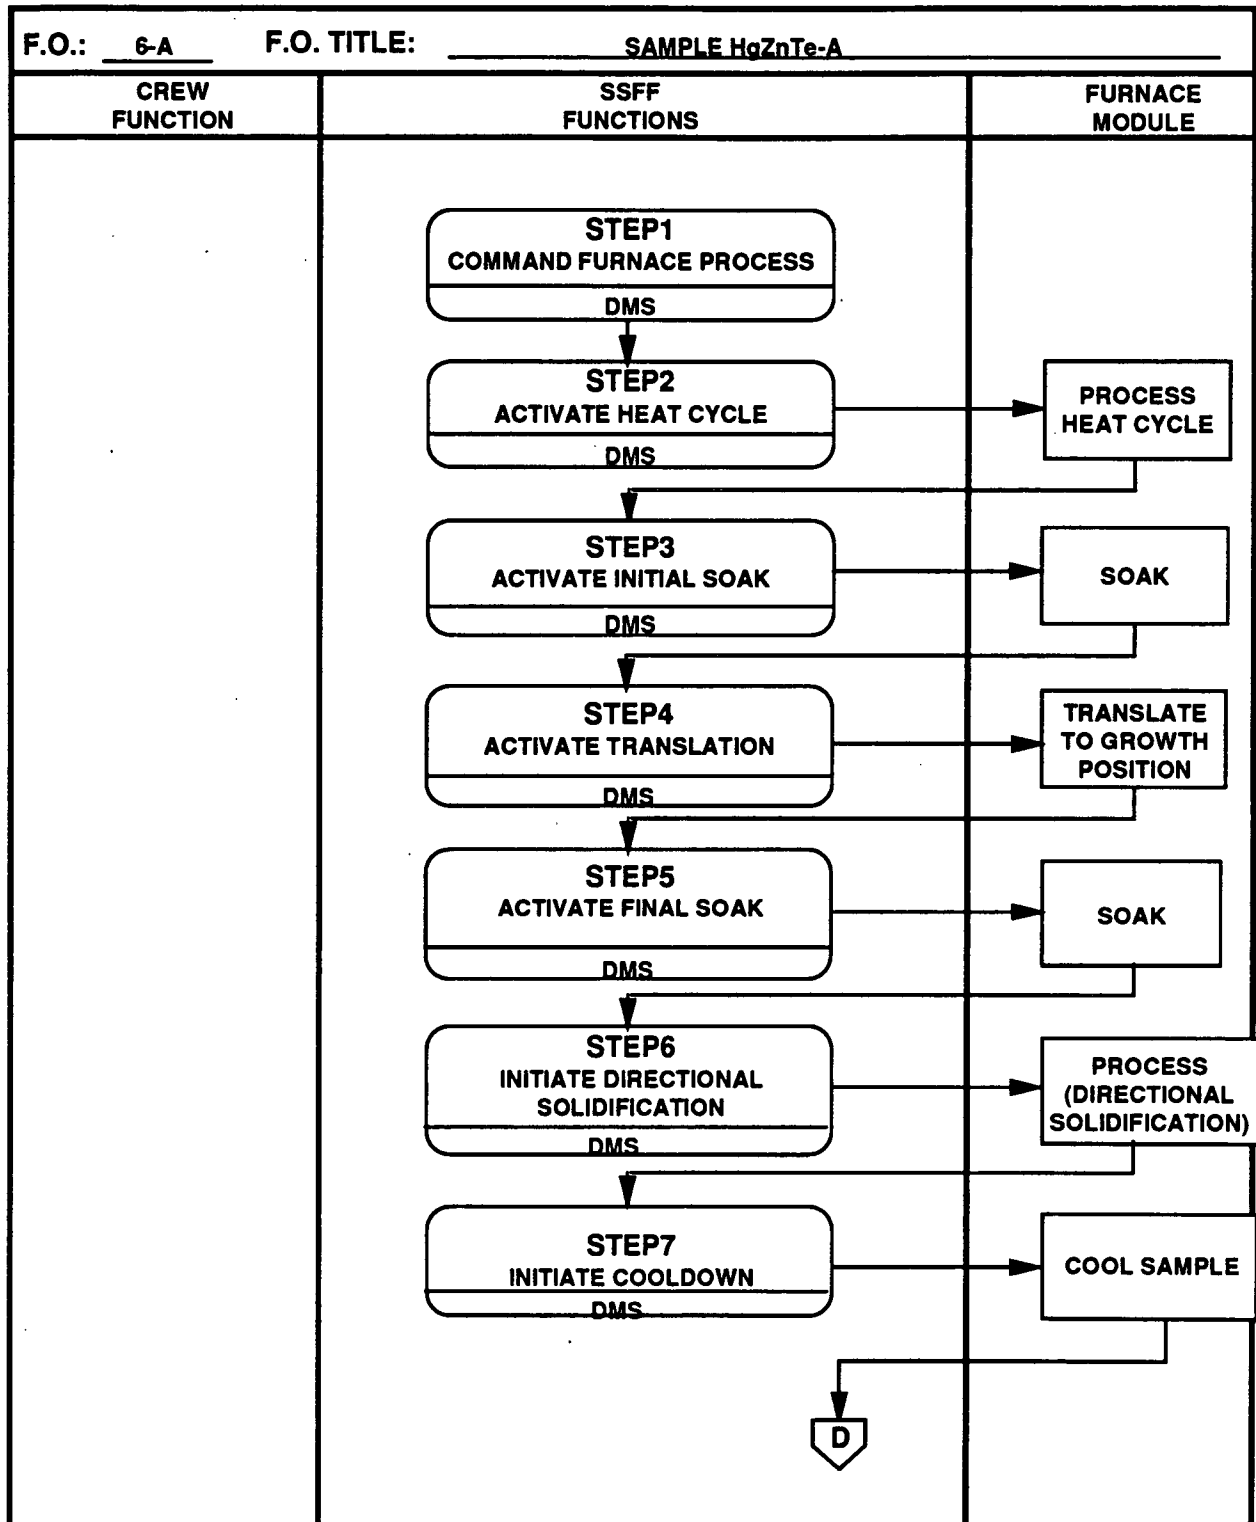 F.O.: 6-A F.O. TITLE: SAMPLE HgZnTe-A
CREW
FUNCTION
SSFF
FUNCTIONS
FURNACE
MODULE
STEP1
COMMAND FURNACE PROCESS
DMS
STEP2
ACTIVATE HEAT CYCLE
DMS
PROCESS
HEAT CYCLE
STEP3
ACTIVATE INITIAL SOAK
DMS
SOAK
STEP4
ACTIVATE TRANSLATION
DMS
TRANSLATE
TO GROWTH
POSITION
STEP5
ACTIVATE FINAL SOAK
DMS
SOAK
STEP6
INITIATE DIRECTIONAL
SOLIDIFICATION
DMS
PROCESS
(DIRECTIONAL
SOLIDIFICATION)
STEP7
INITIATE COOLDOWN
DMS
COOL SAMPLE
D